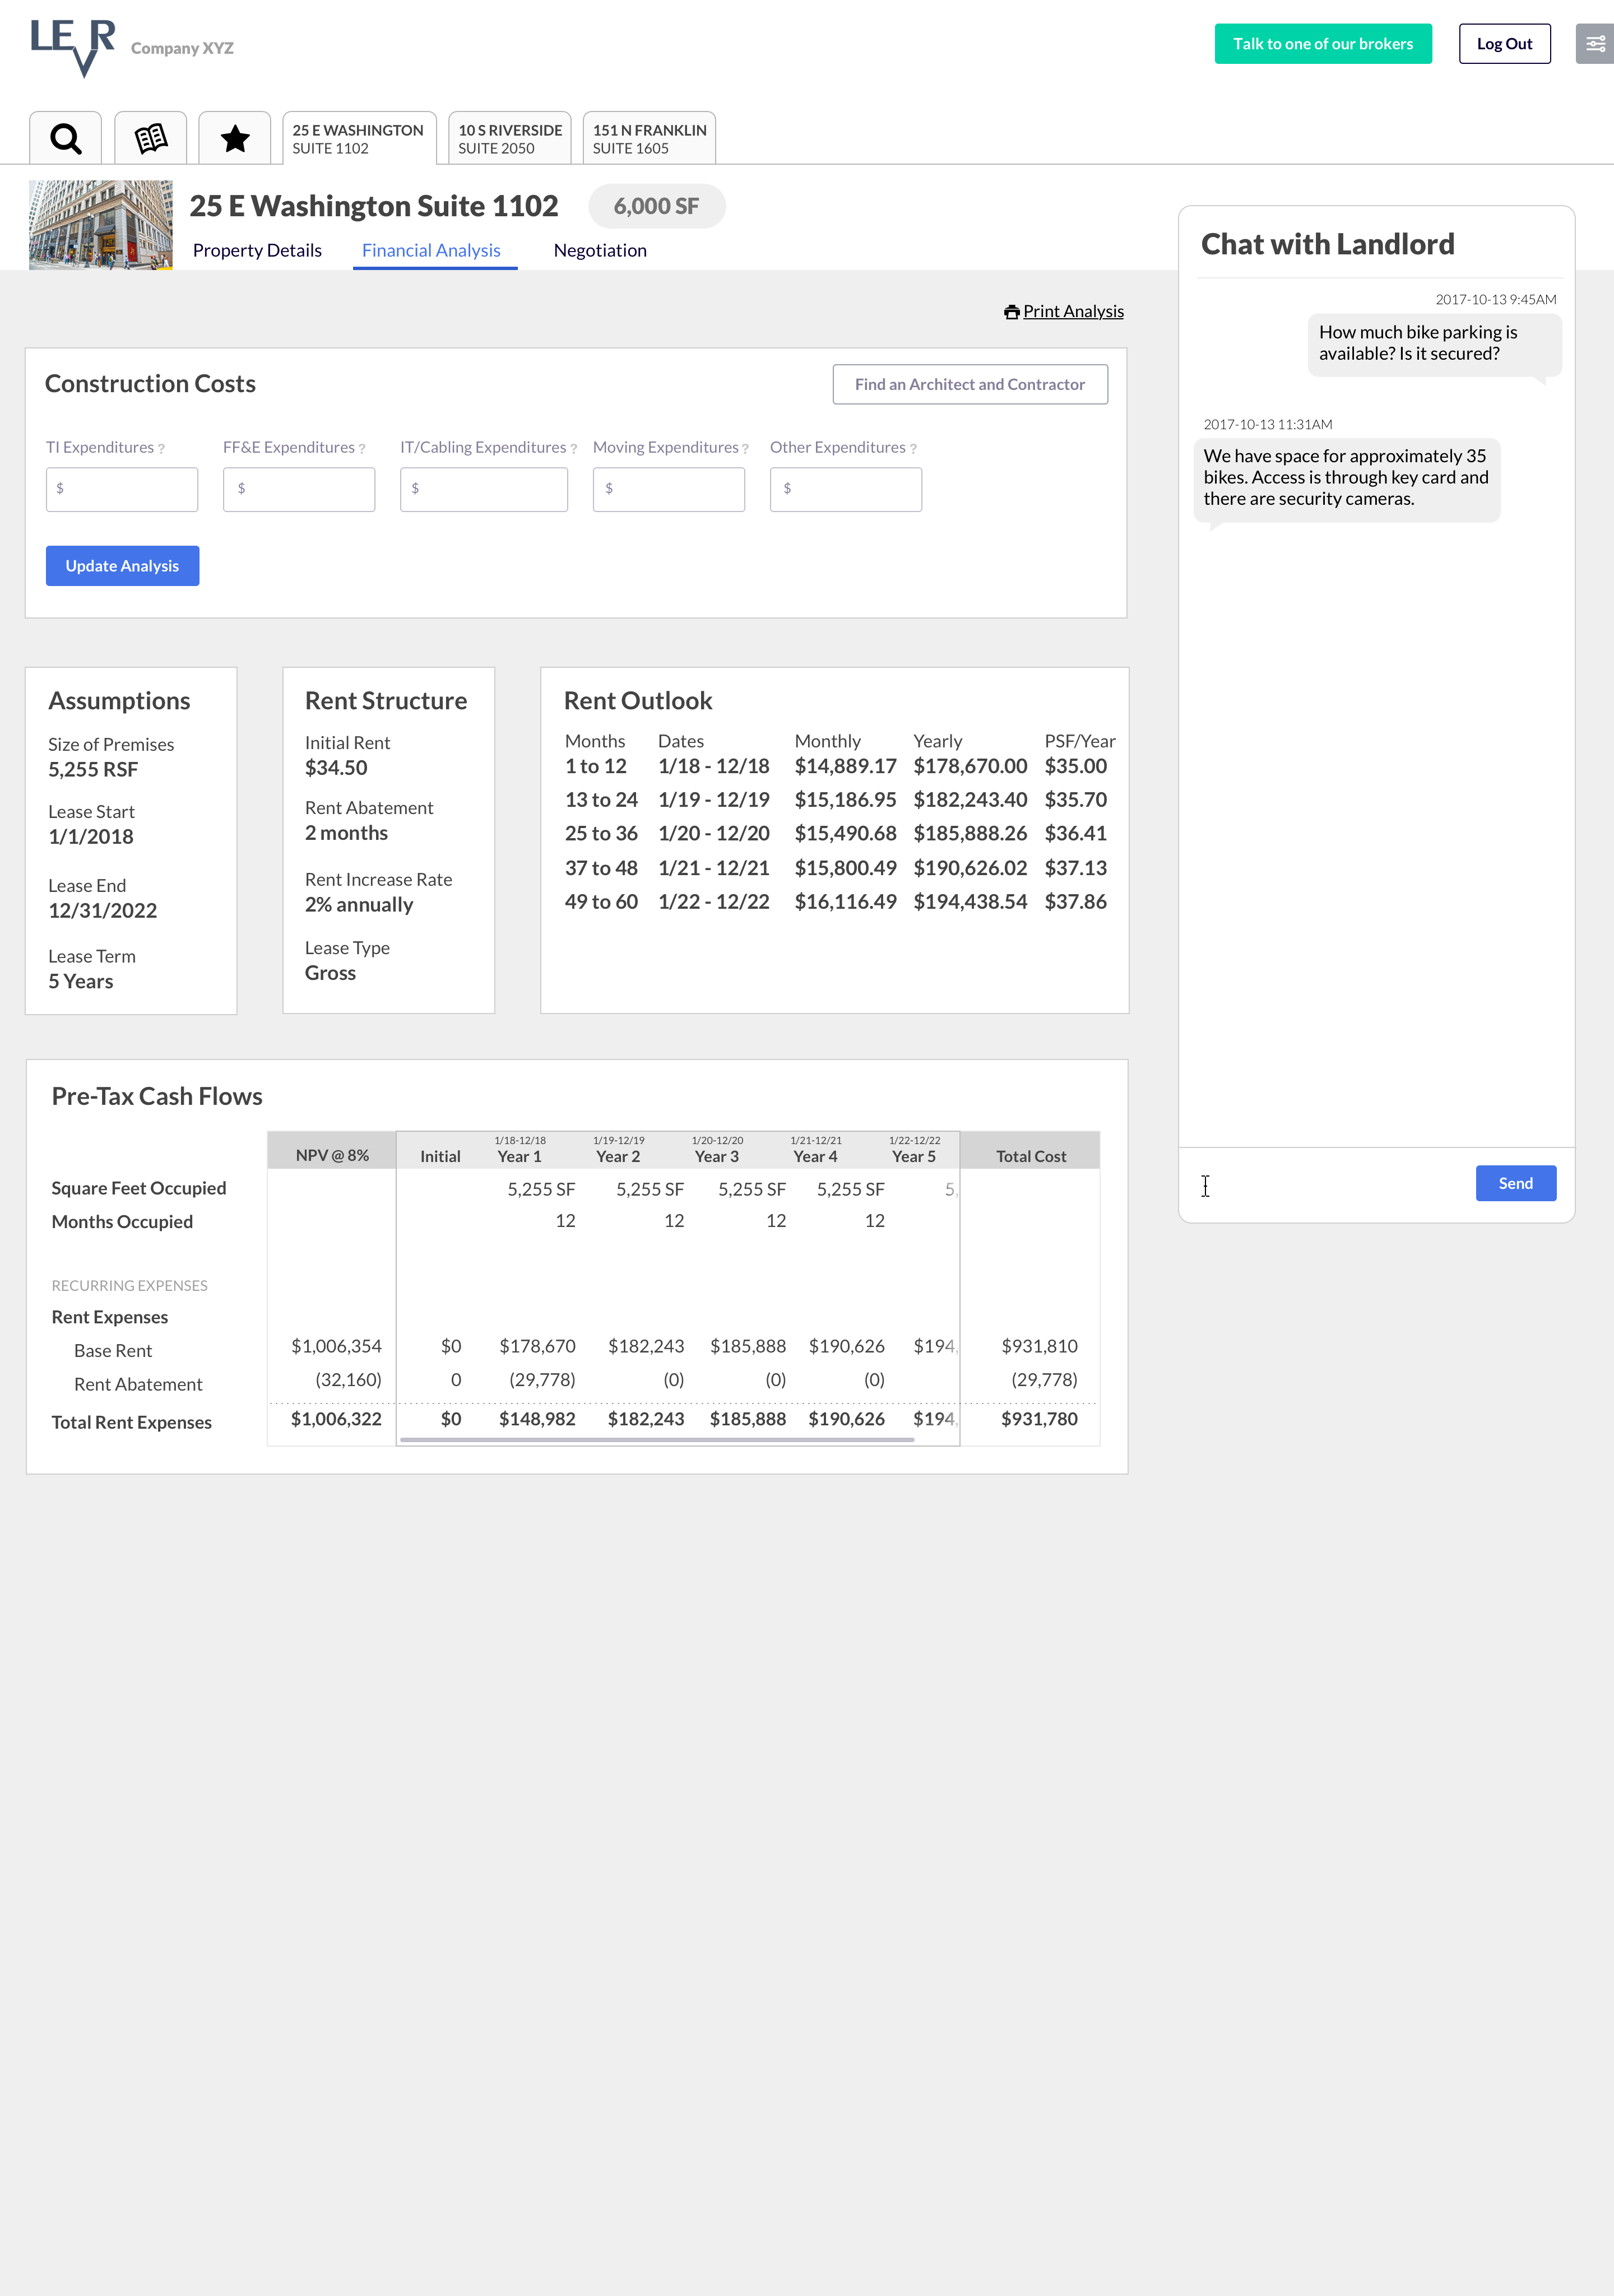 LEVR
Company XYZ
Talk to one of our brokers
Log Out
25 E WASHINGTON
SUITE 1102
10 S RIVERSIDE
SUITE 2050
151 N FRANKLIN
SUITE 1605
25 E Washington Suite 1102
6,000 SF
Property Details
Financial Analysis
Negotiation
Print Analysis
Construction Costs
Find an Architect and Contractor
TI Expenditures ?
FF&E Expenditures ?
IT/Cabling Expenditures ?
Moving Expenditures ?
Other Expenditures ?
$
$
$
$
$
Update Analysis
Assumptions
Size of Premises
5,255 RSF
Lease Start
1/1/2018
Lease End
12/31/2022
Lease Term
5 Years
Rent Structure
Initial Rent
$34.50
Rent Abatement
2 months
Rent Increase Rate
2% annually
Lease Type
Gross
Rent Outlook
Months Dates Monthly Yearly PSF/Year
1 to 12 1/18 - 12/18 $14,889.17 $178,670.00 $35.00
13 to 24 1/19 - 12/19 $15,186.95 $182,243.40 $35.70
25 to 36 1/20 - 12/20 $15,490.68 $185,888.26 $36.41
37 to 48 1/21 - 12/21 $15,800.49 $190,626.02 $37.13
49 to 60 1/22 - 12/22 $16,116.49 $194,438.54 $37.86
Pre-Tax Cash Flows
1/18-12/18 1/19-12/19 1/20-12/20 1/21-12/21 1/22-12/22
NPV @ 8% Initial Year 1 Year 2 Year 3 Year 4 Year 5 Total Cost
Square Feet Occupied 5,255 SF 5,255 SF 5,255 SF 5,255 SF 5,
Months Occupied 12 12 12 12
RECURRING EXPENSES
Rent Expenses
Base Rent $1,006,354 $0 $178,670 $182,243 $185,888 $190,626 $194, $931,810
Rent Abatement (32,160) 0 (29,778) (0) (0) (0) (29,778)
Total Rent Expenses $1,006,322 $0 $148,982 $182,243 $185,888 $190,626 $194, $931,780
Chat with Landlord
2017-10-13 9:45AM
How much bike parking is
available? Is it secured?
2017-10-13 11:31AM
We have space for approximately 35
bikes. Access is through key card and
there are security cameras.
Send